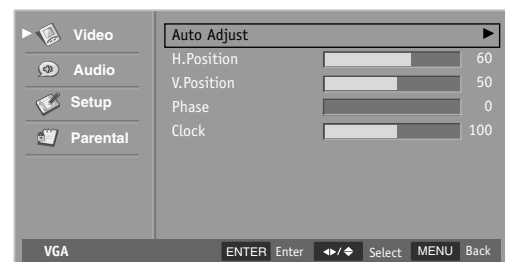 Video
Audio
Setup
Parental
Auto Adjust
H.Position 60
V.Position 50
Phase 0
Clock 100
VGA ENTER Enter / Select MENU Back